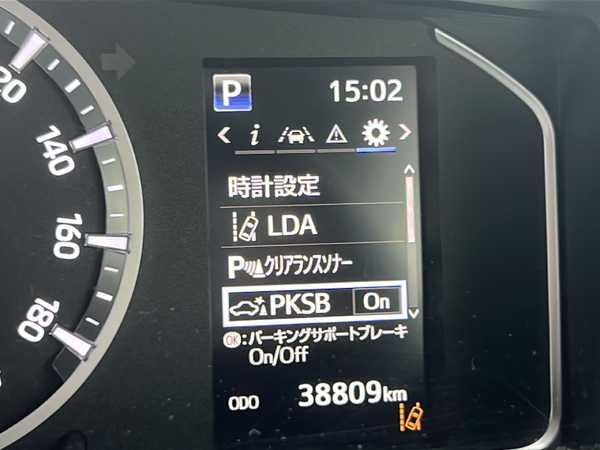 120
140
160
180
P 15:02
i
時計設定
LDA
Pクリアランスソナー
PKSB On
OK:パーキングサポートブレーキ
On/Off
ODO 38809km